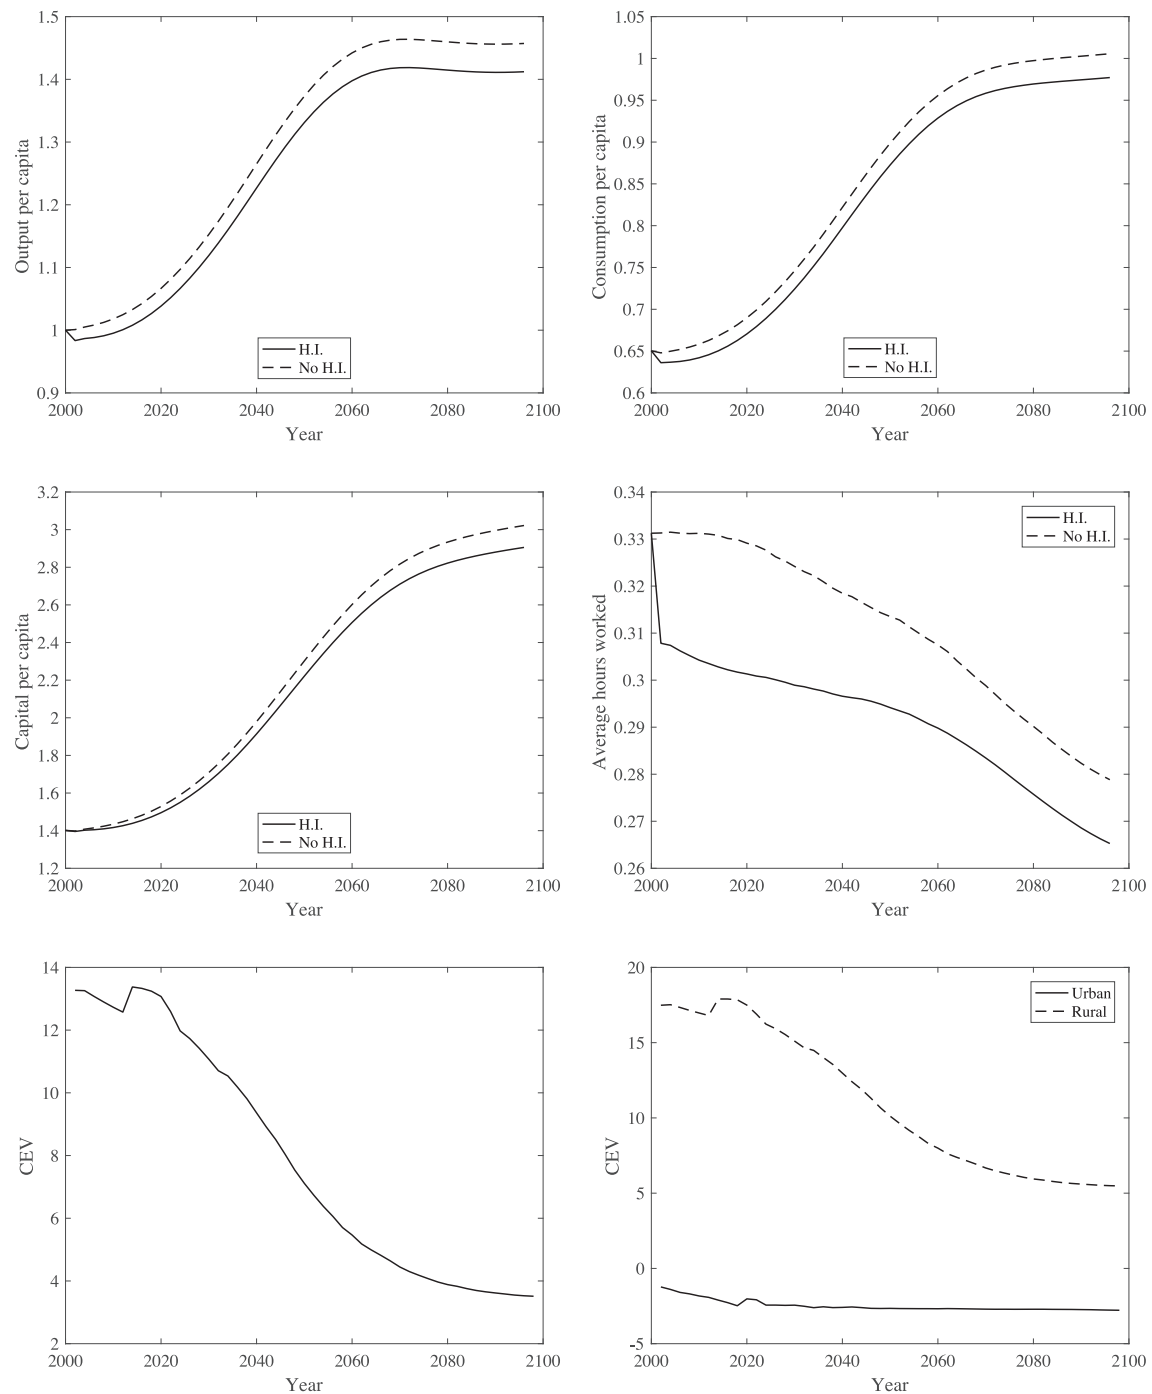 Output per capita
1.5
1.4
1.3
1.2
1.1
1
0.9
2000 2020 2040 2060 2080 2100
Year
H.I.
No H.I.
Consumption per capita
1.05
1
0.95
0.9
0.85
0.8
0.75
0.7
0.65
0.6
2000 2020 2040 2060 2080 2100
Year
H.I.
No H.I.
Capital per capita
3.2
3
2.8
2.6
2.4
2.2
2
1.8
1.6
1.4
1.2
2000 2020 2040 2060 2080 2100
Year
H.I.
No H.I.
Average hours worked
0.34
0.33
0.32
0.31
0.3
0.29
0.28
0.27
0.26
2000 2020 2040 2060 2080 2100
Year
H.I.
No H.I.
CEV
14
12
10
8
6
4
2
2000 2020 2040 2060 2080 2100
Year
CEV
20
15
10
5
0
-5
2000 2020 2040 2060 2080 2100
Year
Urban
Rural